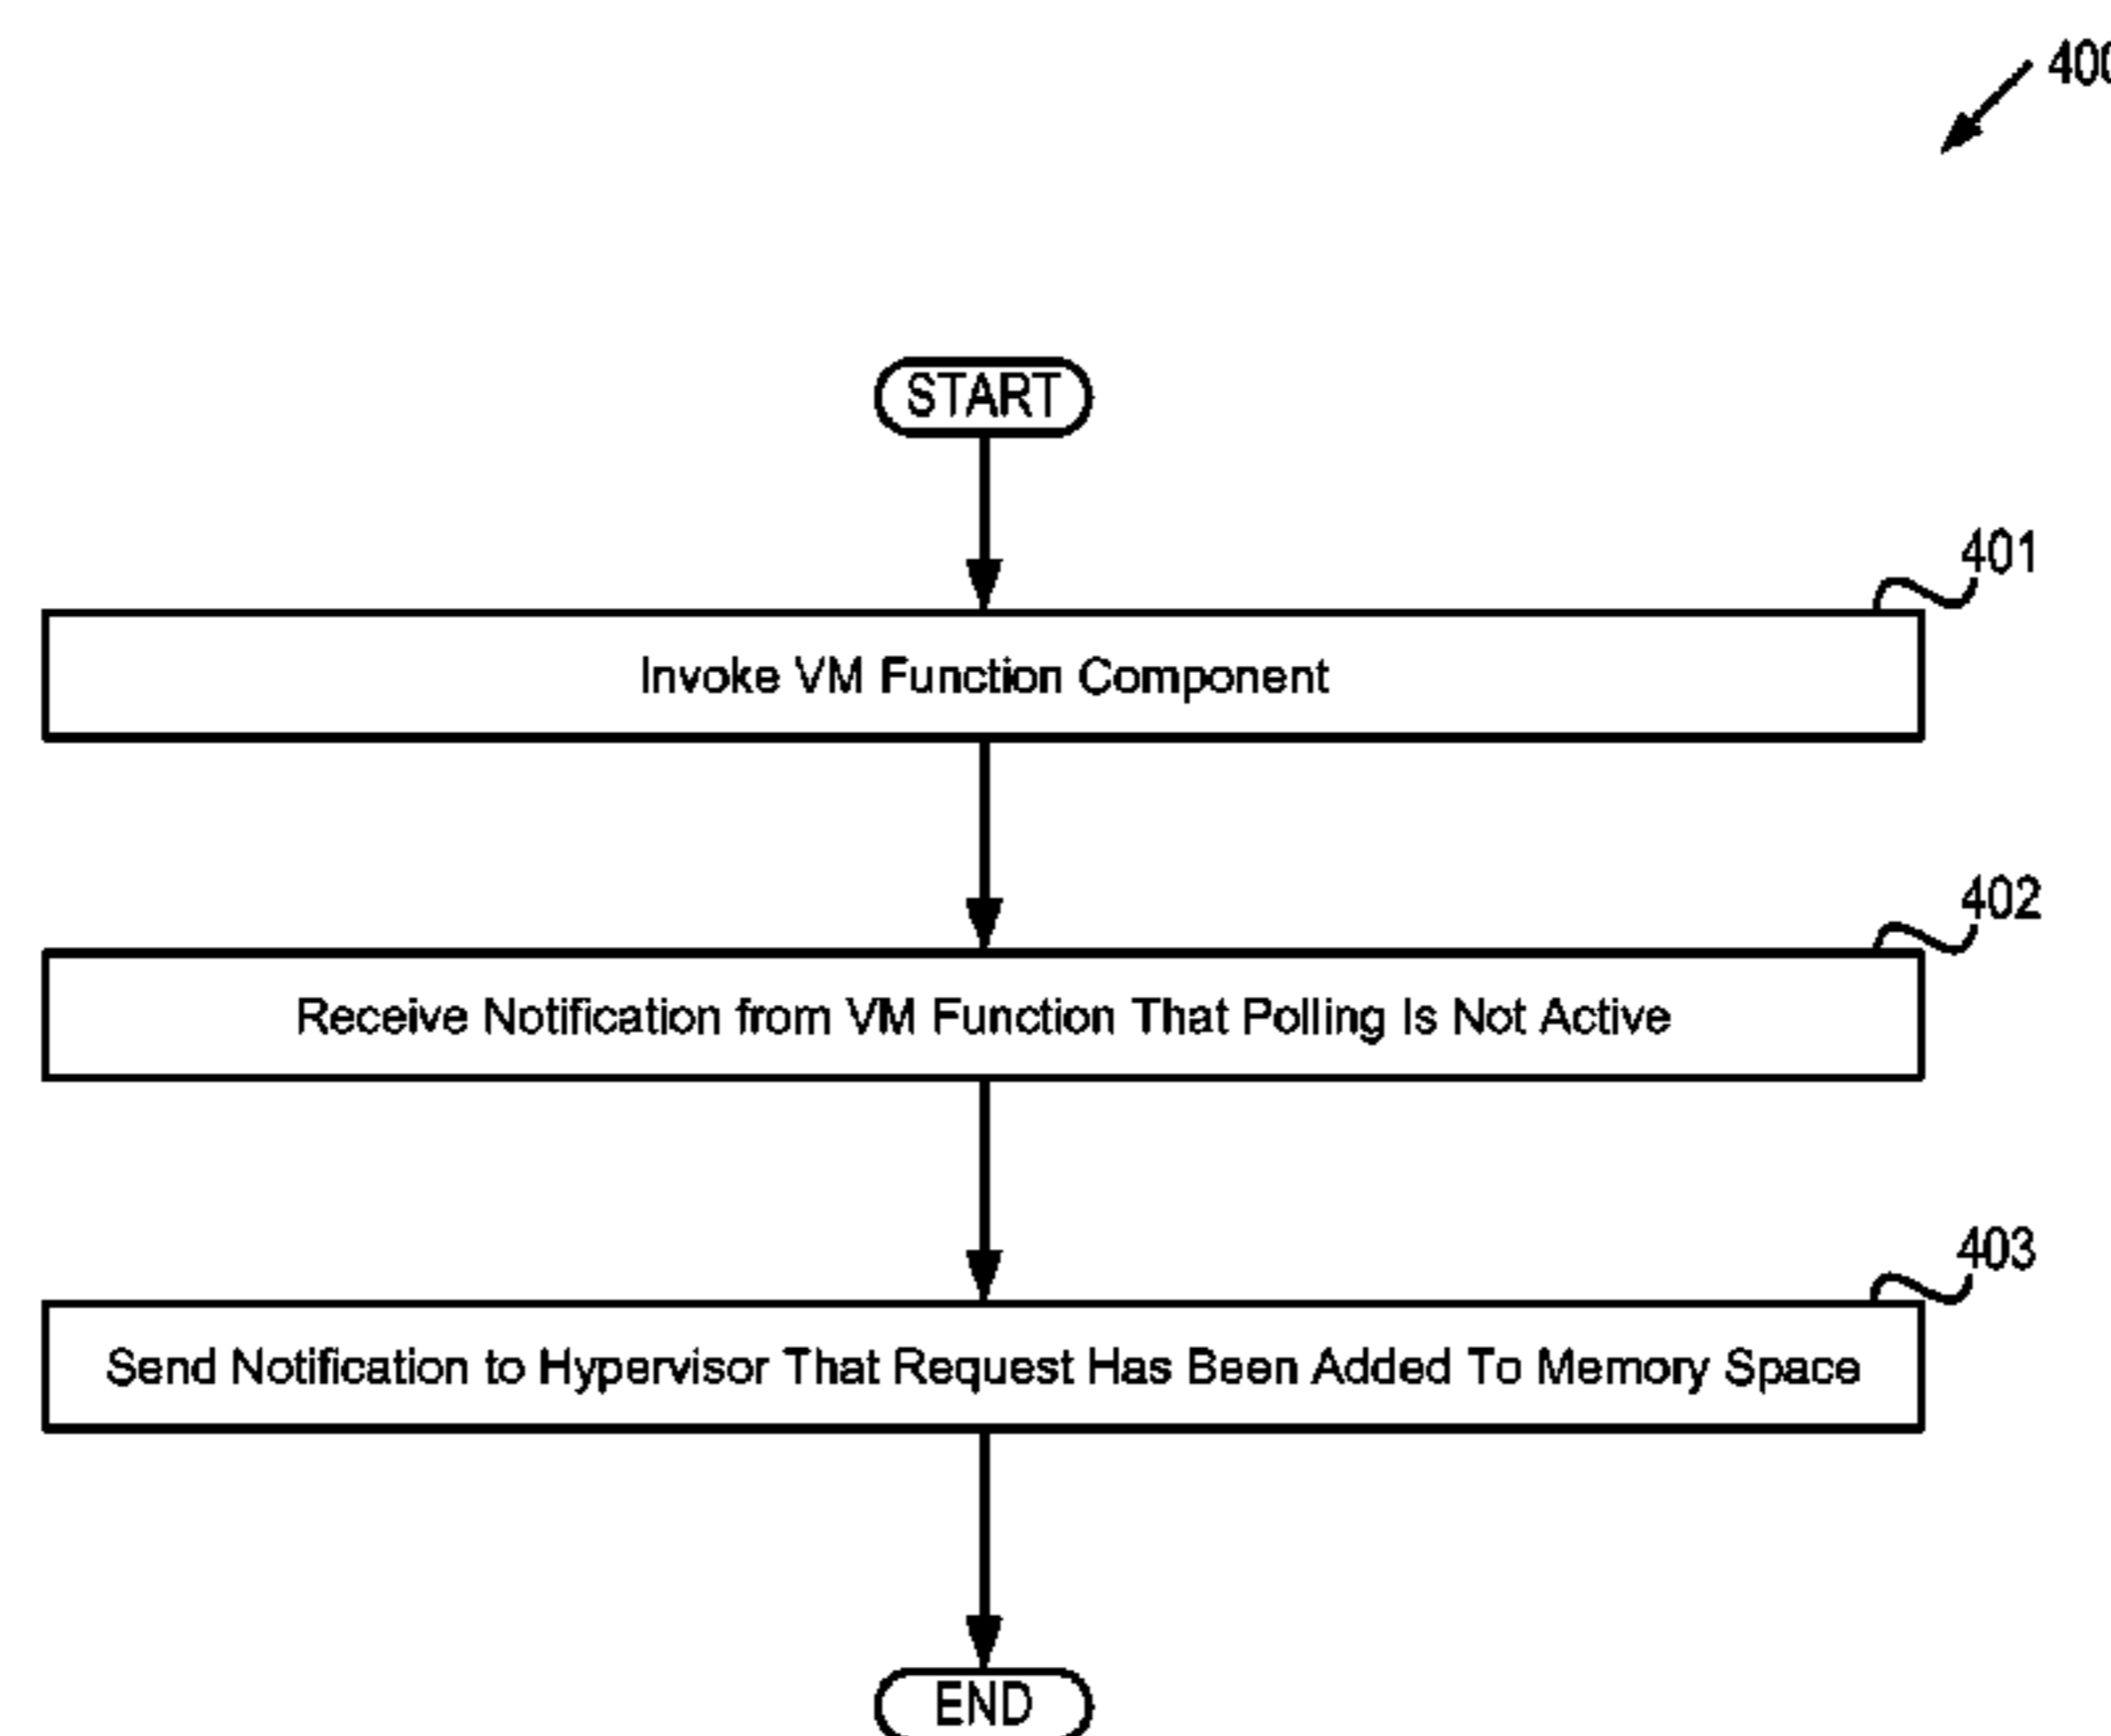 400
START
401
Invoke VM Function Component
402
Receive Notification from VM Function That Polling Is Not Active
403
Send Notification to Hypervisor That Request Has Been Added To Memory Space
END